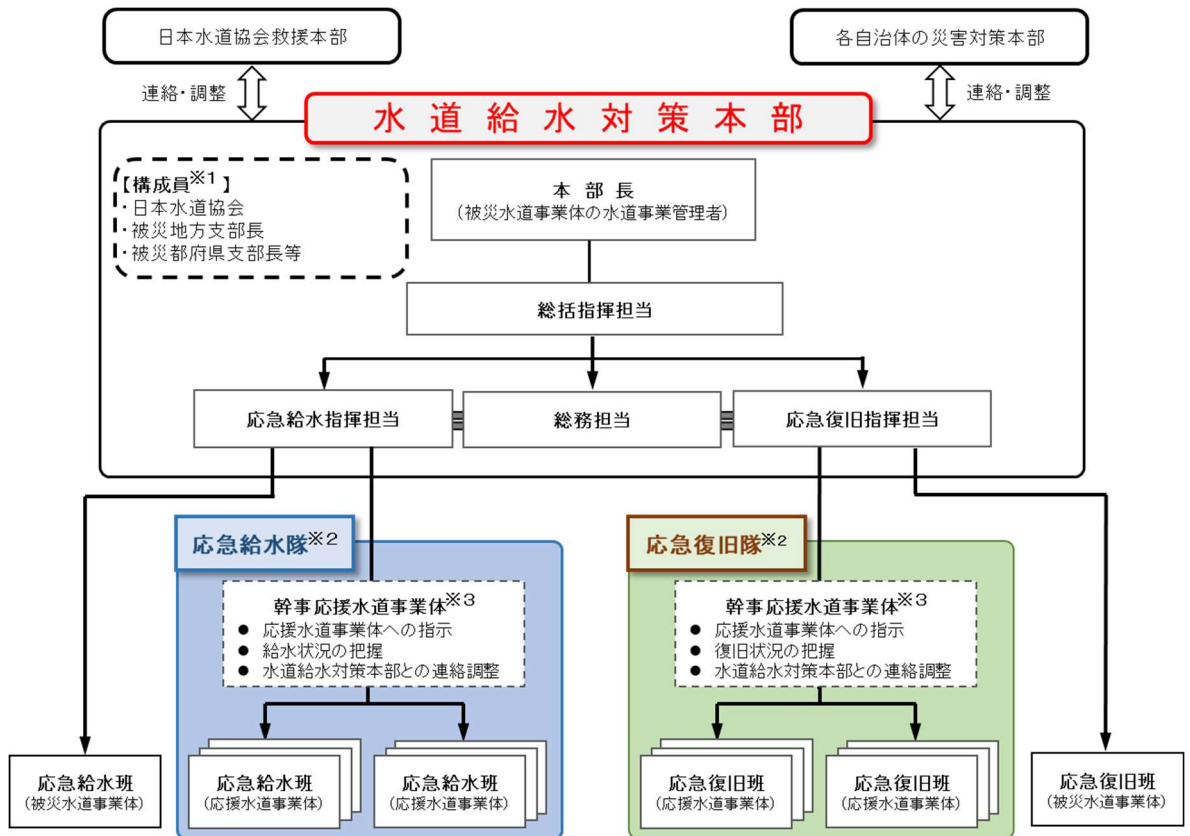 日本水道協会救援本部
各自治体の災害対策本部
連絡・調整
連絡・調整
水道給水対策本部
【構成員※1】
・日本水道協会
・被災地方支部長
・被災都府県支部長等
本部長
(被災水道事業体の水道事業管理者)
総括指揮担当
応急給水指揮担当
総務担当
応急復旧指揮担当
応急給水隊※2
応急復旧隊※2
幹事応援水道事業体※3
● 応援水道事業体への指示
● 給水状況の把握
● 水道給水対策本部との連絡調整
幹事応援水道事業体※3
● 応援水道事業体への指示
● 復旧状況の把握
● 水道給水対策本部との連絡調整
応急給水班
(被災水道事業体)
応急給水班
(応援水道事業体)
応急給水班
(応援水道事業体)
応急復旧班
(応援水道事業体)
応急復旧班
(応援水道事業体)
応急復旧班
(被災水道事業体)